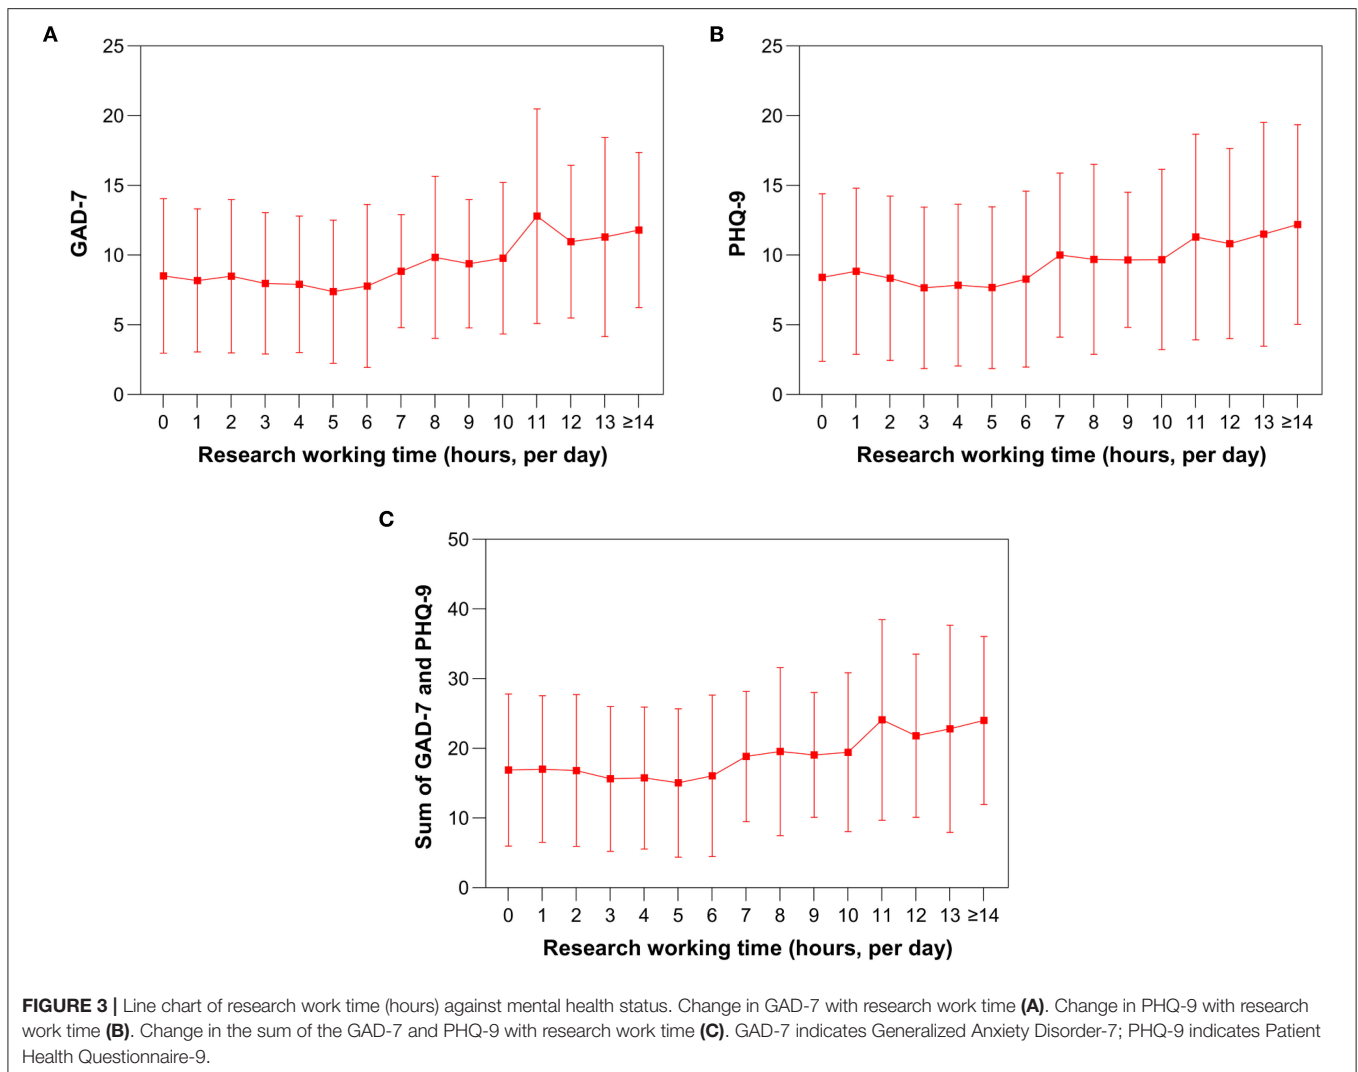 A
25
20
15
10
5
0
GAD-7
0 1 2 3 4 5 6 7 8 9 10 11 12 13 ≥14
Research working time (hours, per day)
B
25
20
15
10
5
0
PHQ-9
0 1 2 3 4 5 6 7 8 9 10 11 12 13 ≥14
Research working time (hours, per day)
C
50
40
30
20
10
0
Sum of GAD-7 and PHQ-9
0 1 2 3 4 5 6 7 8 9 10 11 12 13 ≥14
Research working time (hours, per day)
FIGURE 3 | Line chart of research work time (hours) against mental health status. Change in GAD-7 with research work time (A). Change in PHQ-9 with research
work time (B). Change in the sum of the GAD-7 and PHQ-9 with research work time (C). GAD-7 indicates Generalized Anxiety Disorder-7; PHQ-9 indicates Patient
Health Questionnaire-9.